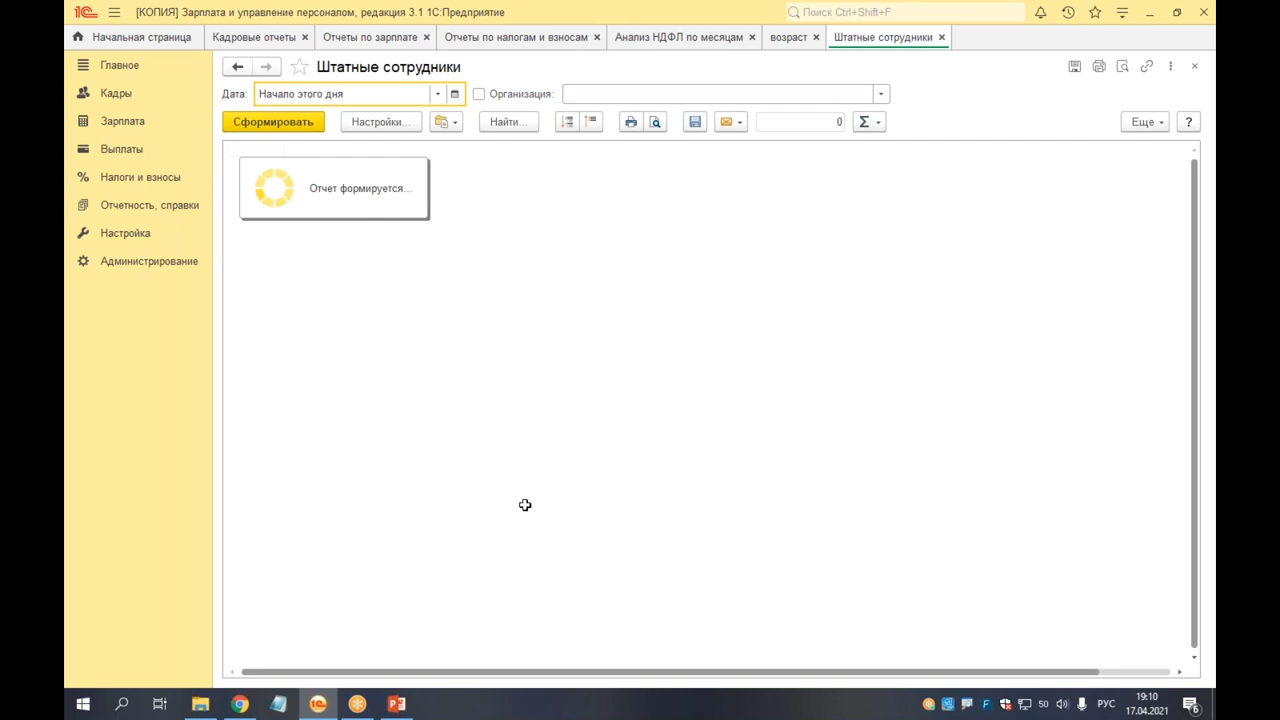 [КОПИЯ] Зарплата и управление персоналом, редакция 3.1 1С:Предприятие
Поиск Ctrl+Shift+F
Начальная страница
Кадровые отчеты
Отчеты по зарплате
Отчеты по налогам и взносам
Анализ НДФЛ по месяцам
возраст
Штатные сотрудники
Главное
Кадры
Зарплата
Выплаты
Налоги и взносы
Отчетность, справки
Настройка
Администрирование
Штатные сотрудники
Дата: Начало этого дня
Организация:
Сформировать
Настройки...
Найти...
0
Σ
Еще
?
Отчет формируется...
50
РУС
19:10
17.04.2021
6